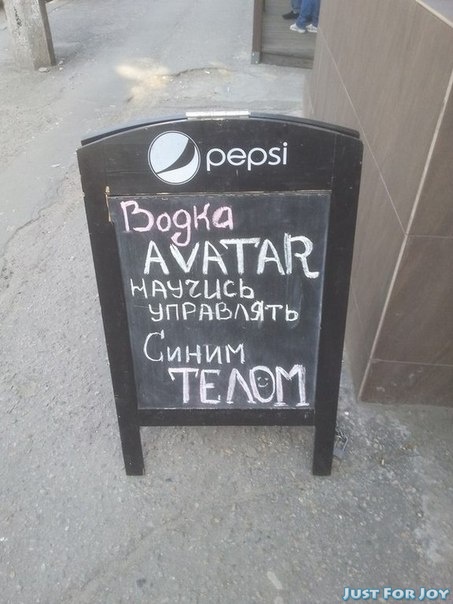 pepsi
Водка
AVATAR
научись
управлять
Синим
ТЕЛОМ
Just For Joy